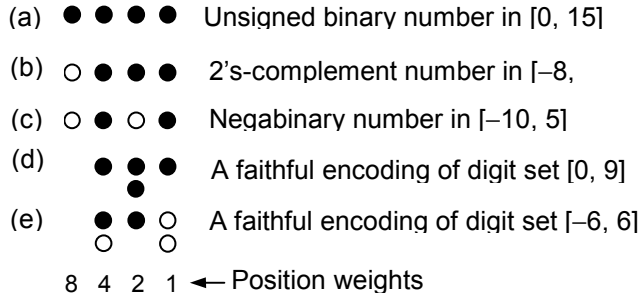 (a) Unsigned binary number in [0, 15]
(b) 2's-complement number in [−8,
(c) Negabinary number in [−10, 5]
(d) A faithful encoding of digit set [0, 9]
(e) A faithful encoding of digit set [−6, 6]
8 4 2 1 Position weights